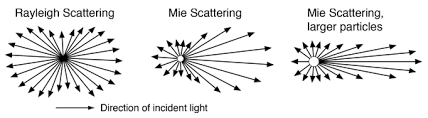 Rayleigh Scattering
Mie Scattering
Mie Scattering,
larger particles
Direction of incident light